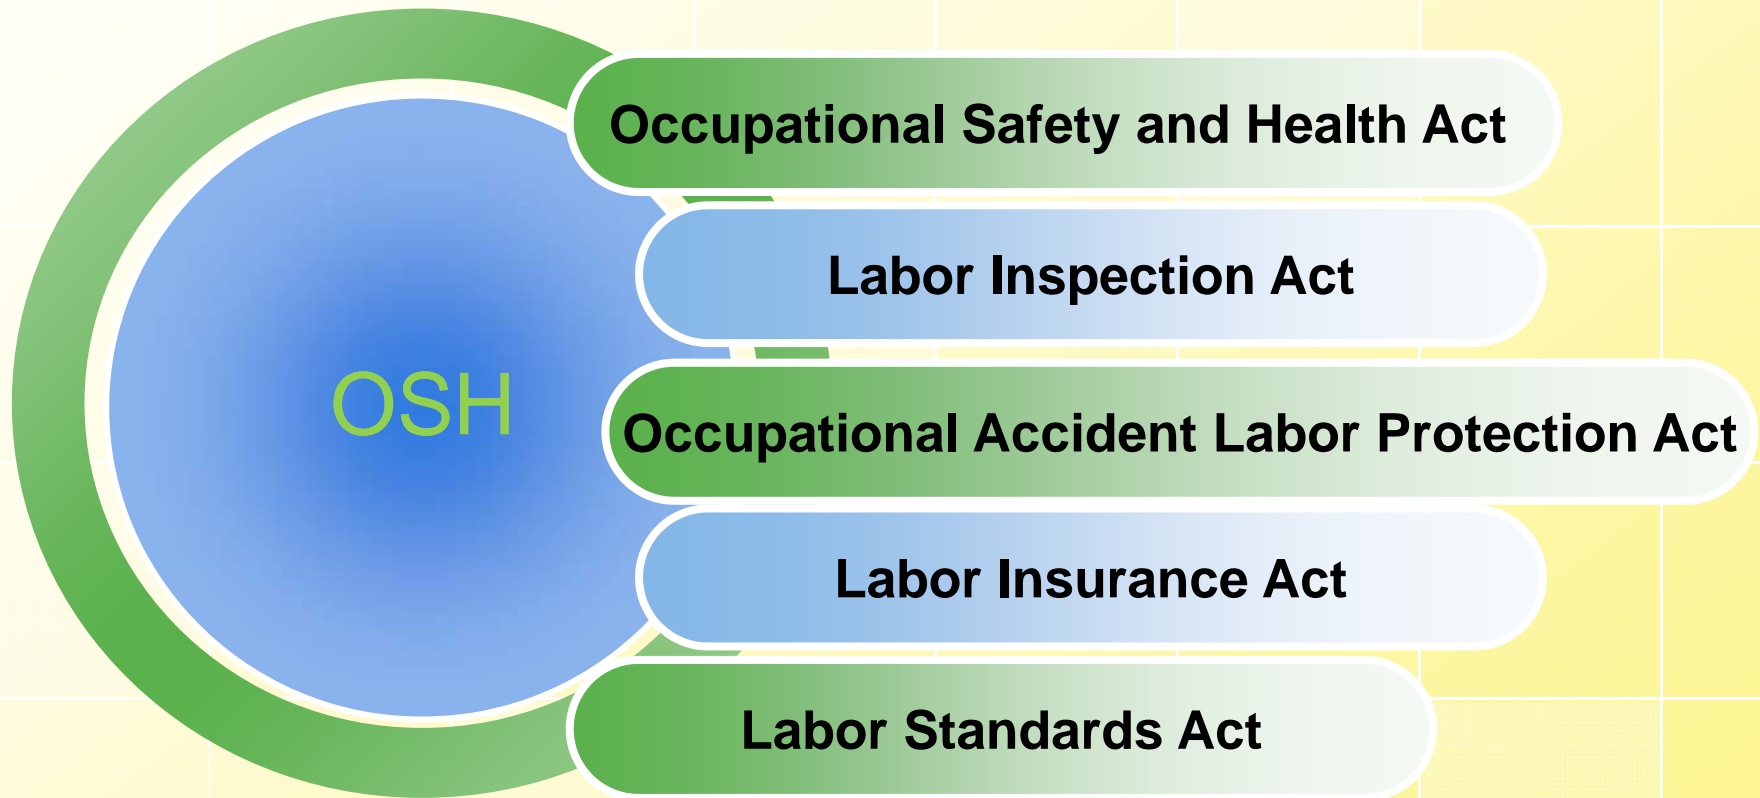 OSH
Occupational Safety and Health Act
Labor Inspection Act
Occupational Accident Labor Protection Act
Labor Insurance Act
Labor Standards Act